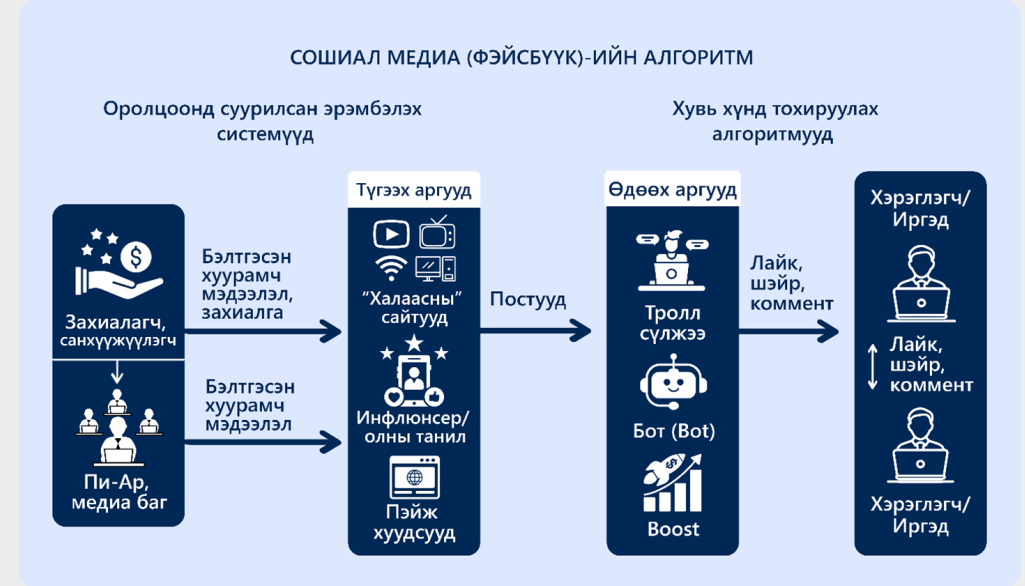 СОШИАЛ МЕДИА (ФЭЙСБҮҮК)-ИЙН АЛГОРИТМ
Оролцоонд суурилсан эрэмбэлэх
системүүд
Хувь хүнд тохируулах
алгоритмууд
Захиалагч,
санхүүжүүлэгч
Пи-Ар,
медиа баг
Бэлтгэсэн
хуурамч
мэдээлэл,
захиалга
Бэлтгэсэн
хуурамч
мэдээлэл
Түгээх аргууд
“Халаасны”
сайтууд
Инфлюнсер/
олны танил
Пэйж
хуудсууд
Постууд
Өдөөх аргууд
Тролл
сүлжээ
Бот (Bot)
Boost
Лайк,
шэйр,
коммент
Хэрэглэгч/
Иргэд
Лайк,
шэйр,
коммент
Хэрэглэгч/
Иргэд